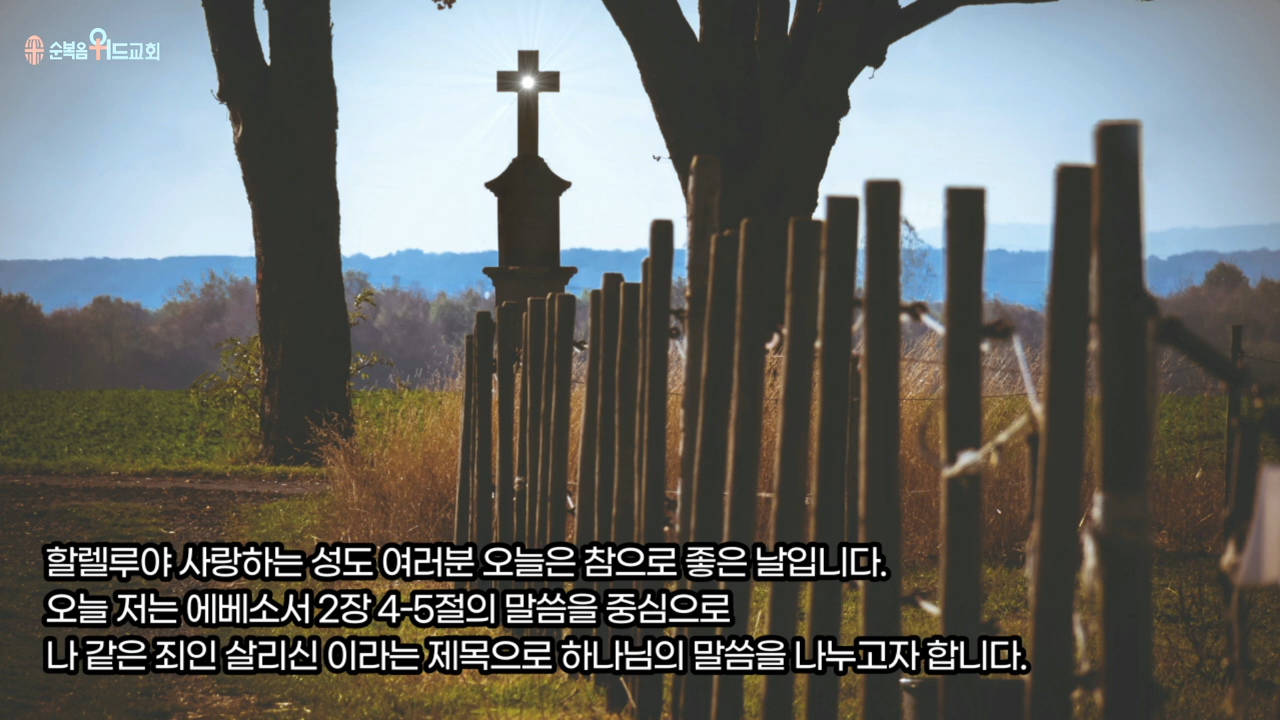 순복음위드교회
할렐루야 사랑하는 성도 여러분 오늘은 참으로 좋은 날입니다.
오늘 저는 에베소서 2장 4-5절의 말씀을 중심으로
나 같은 죄인 살리신 이라는 제목으로 하나님의 말씀을 나누고자 합니다.